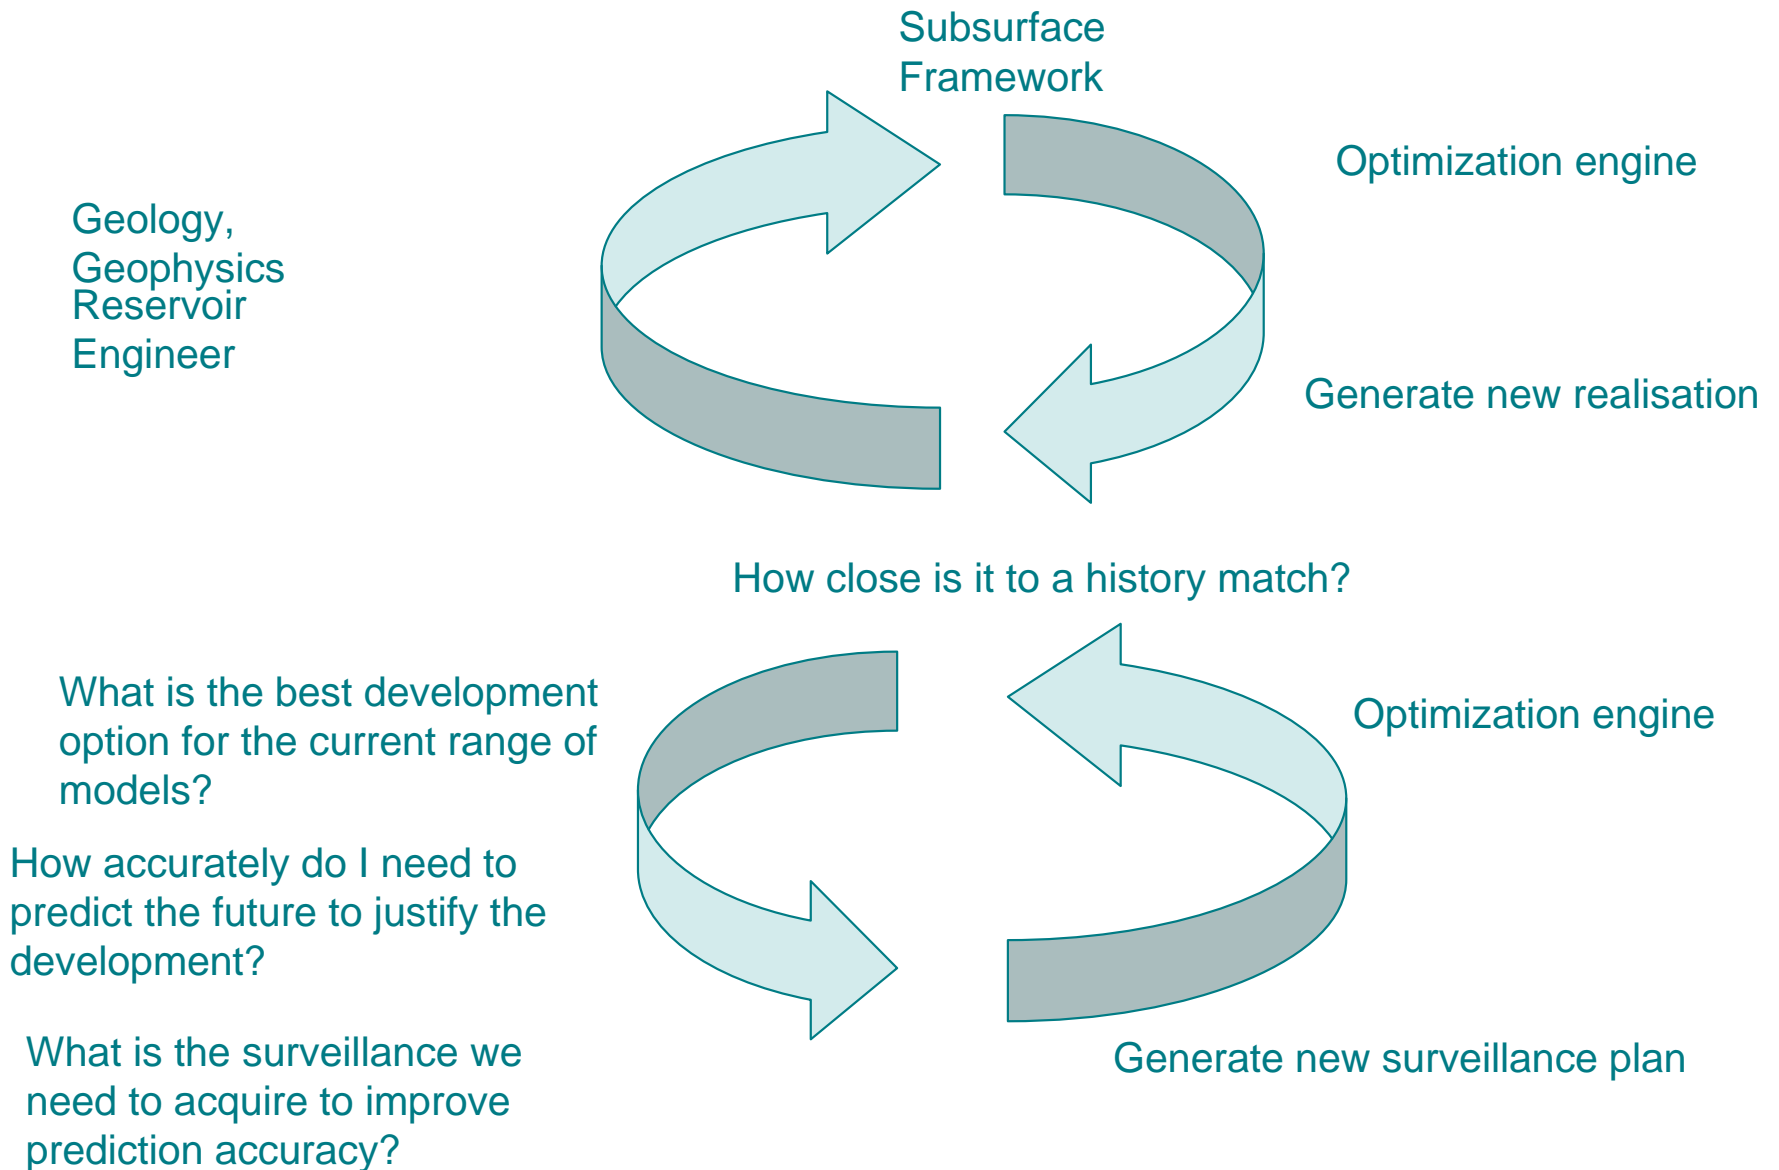 Subsurface
Framework
Optimization engine
Geology,
Geophysics
Reservoir
Engineer
Generate new realisation
How close is it to a history match?
What is the best development
option for the current range of
models?
Optimization engine
How accurately do I need to
predict the future to justify the
development?
What is the surveillance we
need to acquire to improve
prediction accuracy?
Generate new surveillance plan